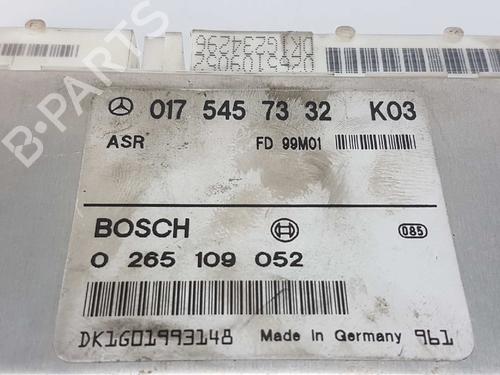 017 545 73 32 K03
ASR FD 99M01
BOSCH
085
0 265 109 052
DK1G01993148 Made in Germany 961
B-Parts